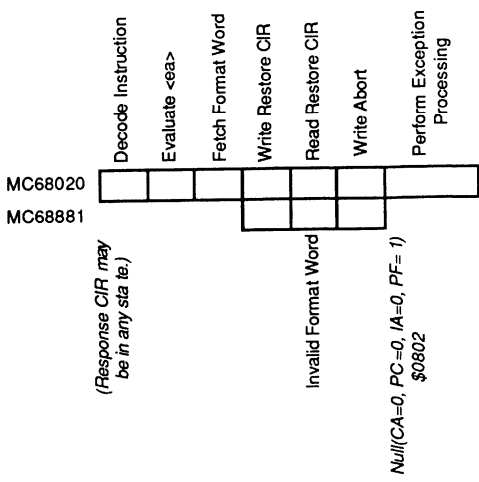 Decode Instruction
Evaluate <ea>
Fetch Format Word
Write Restore CIR
Read Restore CIR
Write Abort
Perform Exception
Processing
MC68020
MC68881
(Response CIR may
be in any sta te.)
Invalid Format Word
Null(CA=0, PC=0, IA=0, PF= 1)
$0802